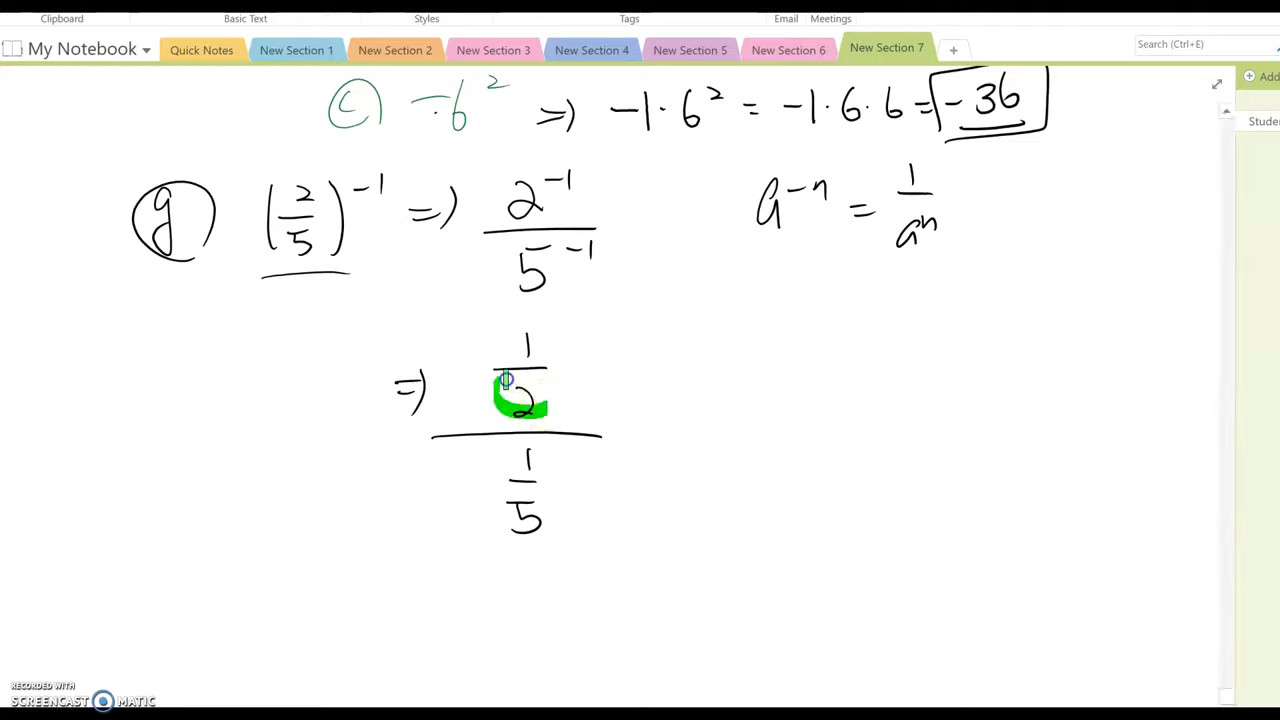 Clipboard Basic Text Styles Tags Email Meetings
My Notebook Quick Notes New Section 1 New Section 2 New Section 3 New Section 4 New Section 5 New Section 6 New Section 7 + Search (Ctrl+E)
Add
Studen
(c) -6² => -1·6² = -1·6·6 = -36
(g) (2/5)⁻¹ => 2⁻¹/5⁻¹ a⁻ⁿ = 1/aⁿ
=> (1/2)/(1/5)
RECORDED WITH
SCREENCAST MATIC